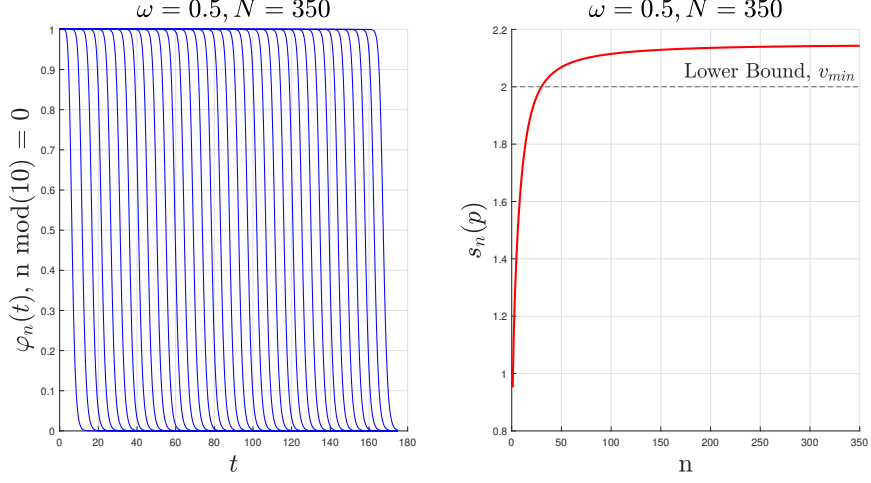 ω = 0.5, N = 350
φₙ(t), n mod(10) = 0
1
0.9
0.8
0.7
0.6
0.5
0.4
0.3
0.2
0.1
0
0 20 40 60 80 100 120 140 160 180
t
ω = 0.5, N = 350
Lower Bound, v_min
sₙ(p)
2.2
2
1.8
1.6
1.4
1.2
1
0.8
0 50 100 150 200 250 300 350
n